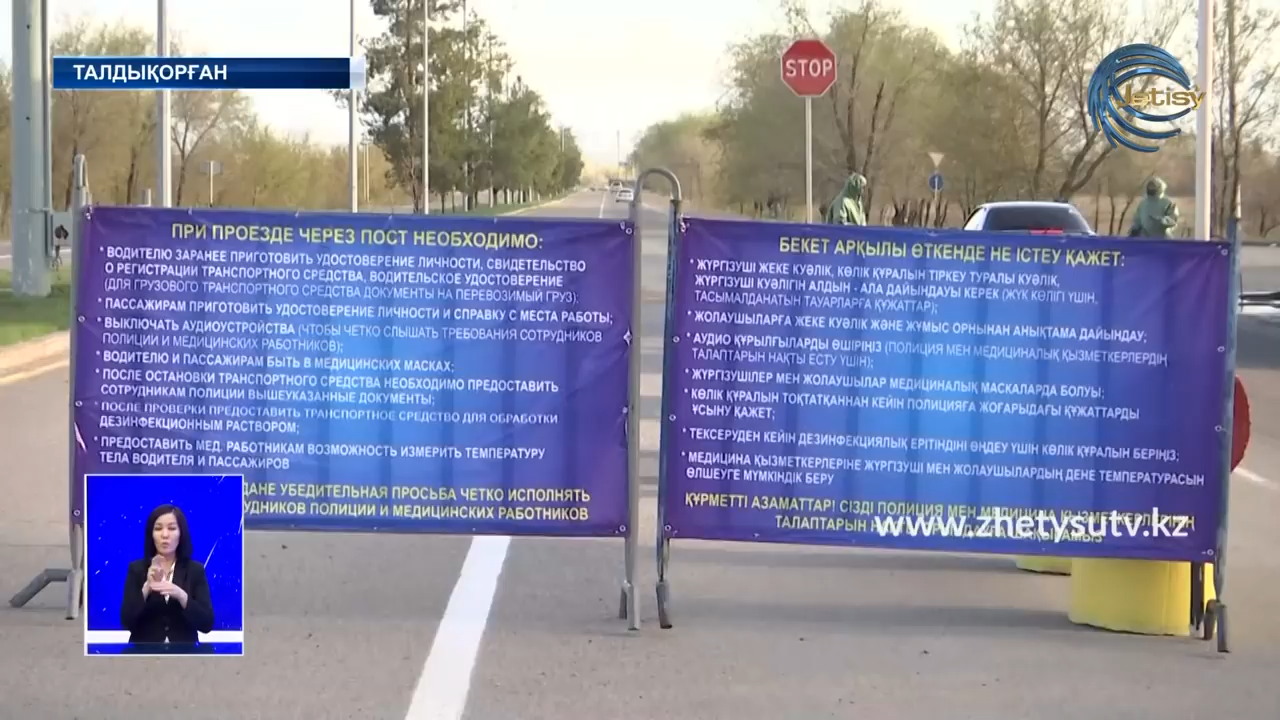 ТАЛДЫҚОРҒАН
Jetisy
STOP
ПРИ ПРОЕЗДЕ ЧЕРЕЗ ПОСТ НЕОБХОДИМО:
* ВОДИТЕЛЮ ЗАРАНЕЕ ПРИГОТОВИТЬ УДОСТОВЕРЕНИЕ ЛИЧНОСТИ, СВИДЕТЕЛЬСТВО
О РЕГИСТРАЦИИ ТРАНСПОРТНОГО СРЕДСТВА, ВОДИТЕЛЬСКОЕ УДОСТОВЕРЕНИЕ
(ДЛЯ ГРУЗОВОГО ТРАНСПОРТНОГО СРЕДСТВА ДОКУМЕНТЫ НА ПЕРЕВОЗИМЫЙ ГРУЗ);
* ПАССАЖИРАМ ПРИГОТОВИТЬ УДОСТОВЕРЕНИЕ ЛИЧНОСТИ И СПРАВКУ С МЕСТА РАБОТЫ;
* ВЫКЛЮЧАТЬ АУДИОУСТРОЙСТВА (ЧТОБЫ ЧЕТКО СЛЫШАТЬ ТРЕБОВАНИЯ СОТРУДНИКОВ
ПОЛИЦИИ И МЕДИЦИНСКИХ РАБОТНИКОВ);
* ВОДИТЕЛЮ И ПАССАЖИРАМ БЫТЬ В МЕДИЦИНСКИХ МАСКАХ;
* ПОСЛЕ ОСТАНОВКИ ТРАНСПОРТНОГО СРЕДСТВА НЕОБХОДИМО ПРЕДОСТАВИТЬ
СОТРУДНИКАМ ПОЛИЦИИ ВЫШЕУКАЗАННЫЕ ДОКУМЕНТЫ;
* ПОСЛЕ ПРОВЕРКИ ПРЕДОСТАВИТЬ ТРАНСПОРТНОЕ СРЕДСТВО ДЛЯ ОБРАБОТКИ
ДЕЗИНФЕКЦИОННЫМ РАСТВОРОМ;
* ПРЕДОСТАВИТЬ МЕД. РАБОТНИКАМ ВОЗМОЖНОСТЬ ИЗМЕРИТЬ ТЕМПЕРАТУРУ
ТЕЛА ВОДИТЕЛЯ И ПАССАЖИРОВ
ДАНЕ УБЕДИТЕЛЬНАЯ ПРОСЬБА ЧЕТКО ИСПОЛНЯТЬ
УДНИКОВ ПОЛИЦИИ И МЕДИЦИНСКИХ РАБОТНИКОВ
БЕКЕТ АРҚЫЛЫ ӨТКЕНДЕ НЕ ІСТЕУ ҚАЖЕТ:
* ЖҮРГІЗУШІ ЖЕКЕ КУӘЛІК, КӨЛІК ҚҰРАЛЫН ТІРКЕУ ТУРАЛЫ КУӘЛІК,
ЖҮРГІЗУШІ КУӘЛІГІН АЛДЫН - АЛА ДАЙЫНДАУЫ КЕРЕК (ЖҮК КӨЛІГІ ҮШІН,
ТАСЫМАЛДАНАТЫН ТАУАРЛАРҒА ҚҰЖАТТАР);
* ЖОЛАУШЫЛАРҒА ЖЕКЕ КУӘЛІК ЖӘНЕ ЖҰМЫС ОРНЫНАН АНЫҚТАМА ДАЙЫНДАУ;
* АУДИО ҚҰРЫЛҒЫЛАРДЫ ӨШІРІҢІЗ (ПОЛИЦИЯ МЕН МЕДИЦИНАЛЫҚ ҚЫЗМЕТКЕРЛЕРДІҢ
ТАЛАПТАРЫН НАҚТЫ ЕСТУ ҮШІН);
* ЖҮРГІЗУШІЛЕР МЕН ЖОЛАУШЫЛАР МЕДИЦИНАЛЫҚ МАСКАЛАРДА БОЛУЫ;
* КӨЛІК ҚҰРАЛЫН ТОҚТАТҚАННАН КЕЙІН ПОЛИЦИЯҒА ЖОҒАРЫДАҒЫ ҚҰЖАТТАРДЫ
ҰСЫНУ ҚАЖЕТ;
* ТЕКСЕРУДЕН КЕЙІН ДЕЗИНФЕКЦИЯЛЫҚ ЕРІТІНДІ ӨҢДЕУ ҮШІН КӨЛІК ҚҰРАЛЫН БЕРІҢІЗ;
* МЕДИЦИНА ҚЫЗМЕТКЕРЛЕРІНЕ ЖҮРГІЗУШІ МЕН ЖОЛАУШЫЛАРДЫҢ ДЕНЕ ТЕМПЕРАТУРАСЫН
ӨЛШЕУГЕ МҮМКІНДІК БЕРУ
ҚҰРМЕТТІ АЗАМАТТАР! СІЗДІ ПОЛИЦИЯ МЕН МЕДИЦИНА ҚЫЗМЕТКЕРЛЕРІНІҢ
ТАЛАПТАРЫН
www.zhetysutv.kz